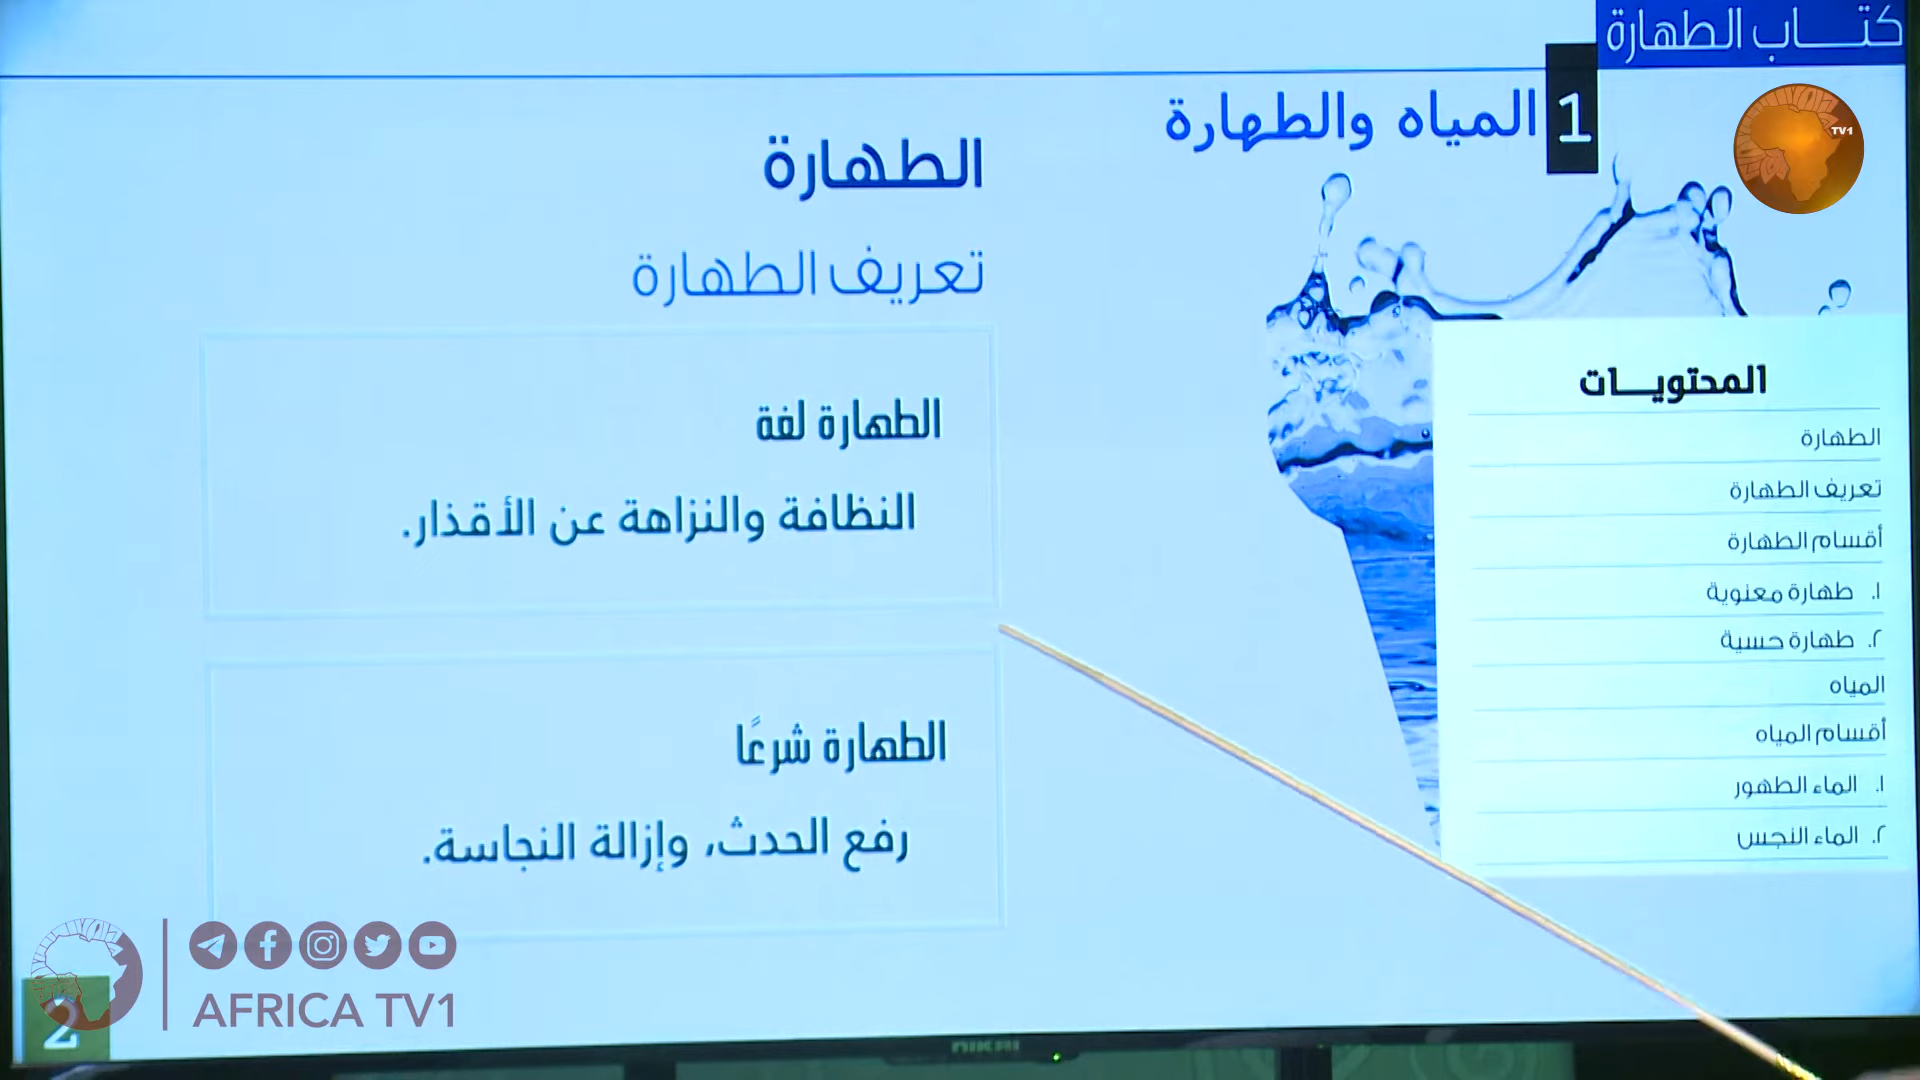 كتـــاب الطهارة
1 المياه والطهارة
TV1
الطهارة
تعريف الطهارة
الطهارة لغة
النظافة والنزاهة عن الأقذار.
الطهارة شرعًا
رفع الحدث، وإزالة النجاسة.
المحتويـــات
الطهارة
تعريف الطهارة
أقسام الطهارة
١. طهارة معنوية
٢. طهارة حسية
المياه
أقسام المياه
١. الماء الطهور
٢. الماء النجس
AFRICA TV1
2
NIKAI